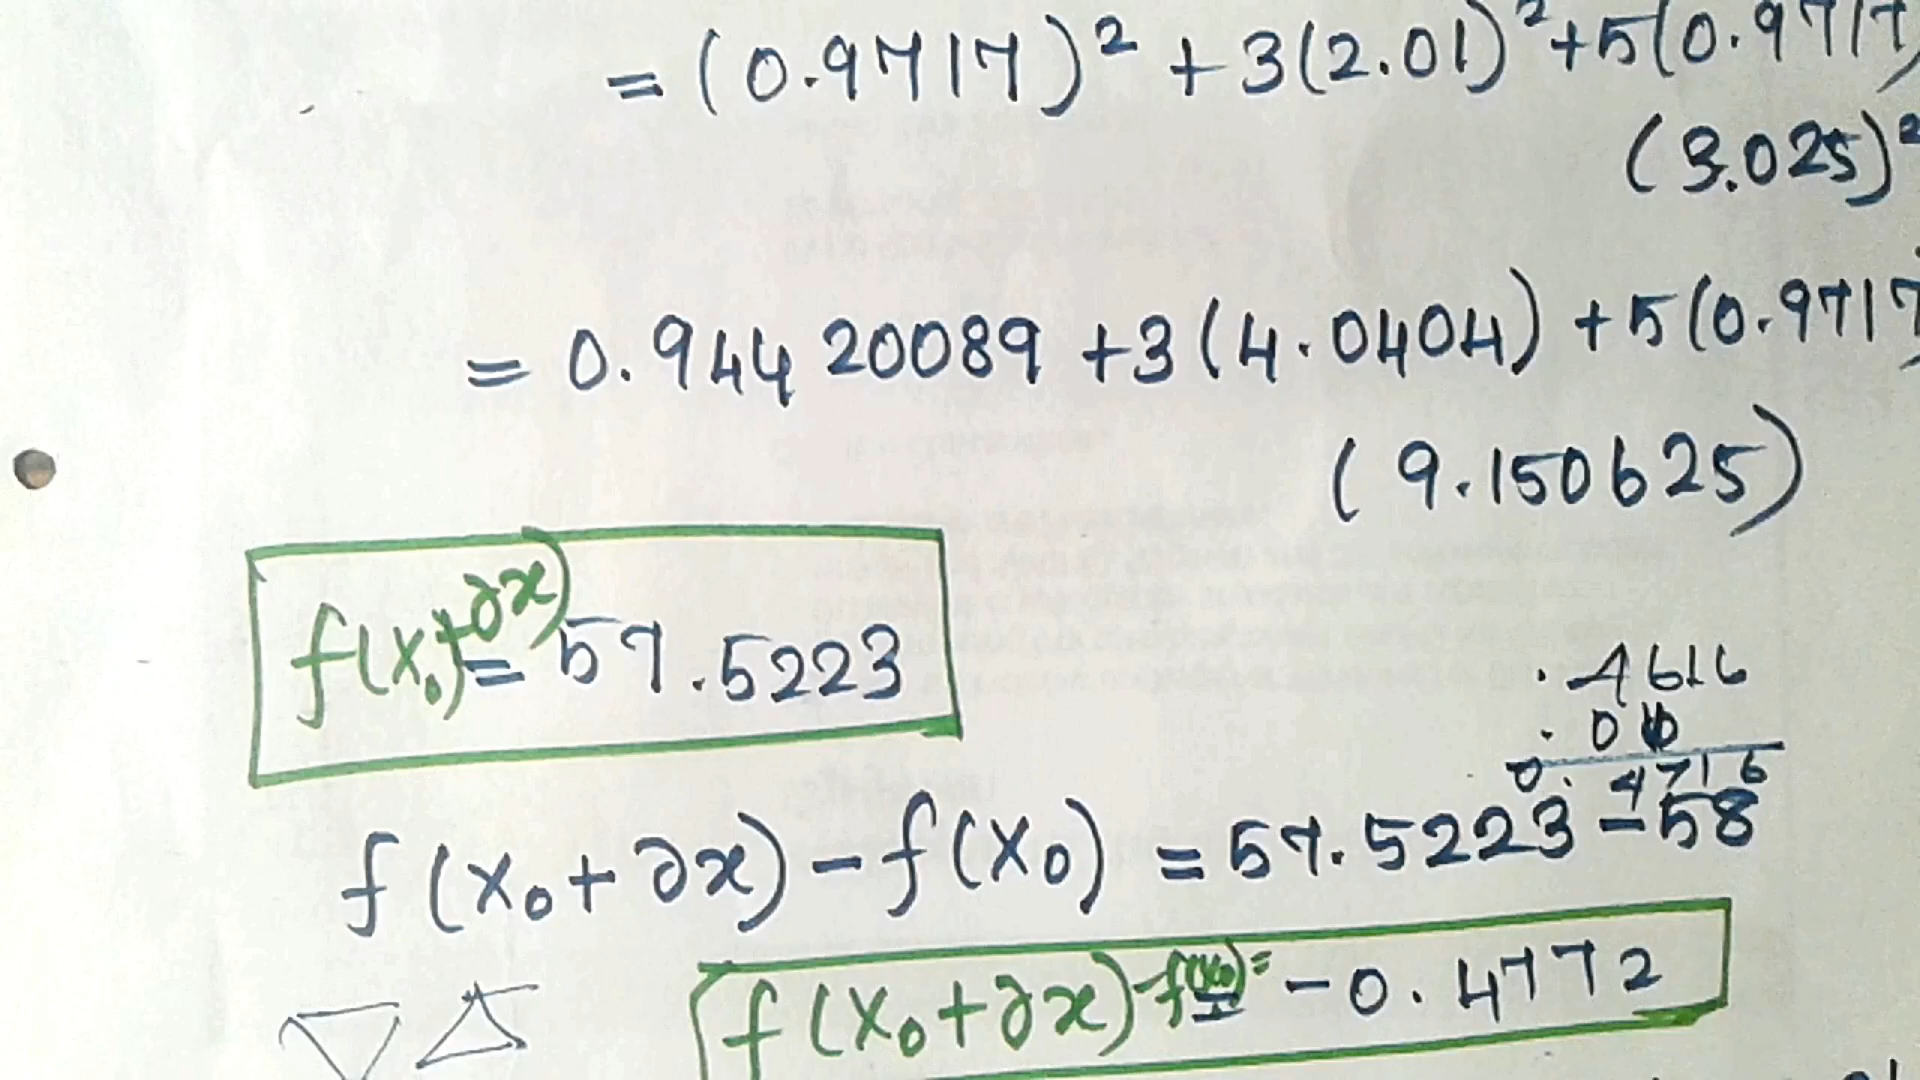 = (0.9717)² + 3(2.01)² + 5(0.9717)
(3.025)²
= 0.94420089 + 3(4.0404) + 5(0.9717)
(9.150625)
f(x₀+∂x) = 57.5223
.4616
.010
0.4716
f(x₀+∂x) - f(x₀) = 57.5223 - 58
f(x₀+∂x) - f(x₀) = -0.4772